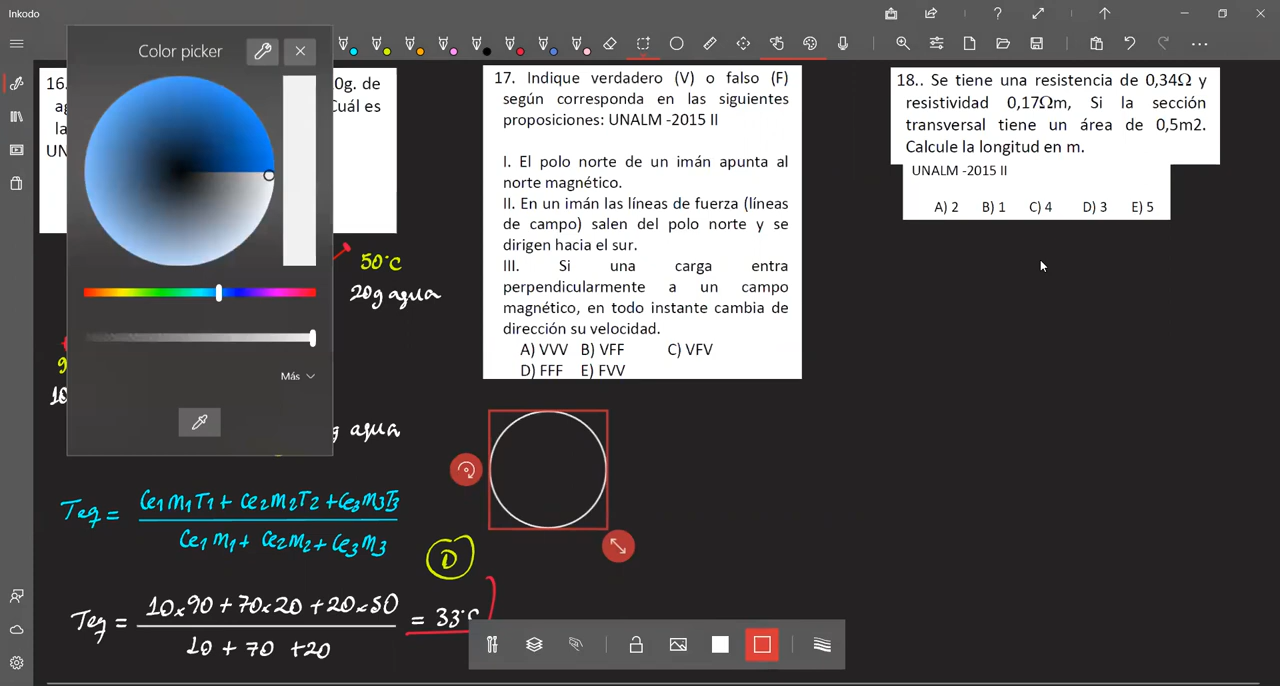 Inkodo
Color picker
Más
16.
0g. de
ag
Cuál es
la
UN
50°C
20g agua
9
10
g agua
Teq = Ce1m1T1 + Ce2m2T2 + Ce3m3T3
Ce1m1 + Ce2m2 + Ce3m3
D
Teq = 10x90 + 70x20 + 20x50 = 33°C
10 + 70 + 20
17. Indique verdadero (V) o falso (F)
según corresponda en las siguientes
proposiciones: UNALM -2015 II
I. El polo norte de un imán apunta al
norte magnético.
II. En un imán las líneas de fuerza (líneas
de campo) salen del polo norte y se
dirigen hacia el sur.
III. Si una carga entra
perpendicularmente a un campo
magnético, en todo instante cambia de
dirección su velocidad.
A) VVV B) VFF C) VFV
D) FFF E) FVV
18.. Se tiene una resistencia de 0,34Ω y
resistividad 0,17Ωm, Si la sección
transversal tiene un área de 0,5m2.
Calcule la longitud en m.
UNALM -2015 II
A) 2 B) 1 C) 4 D) 3 E) 5